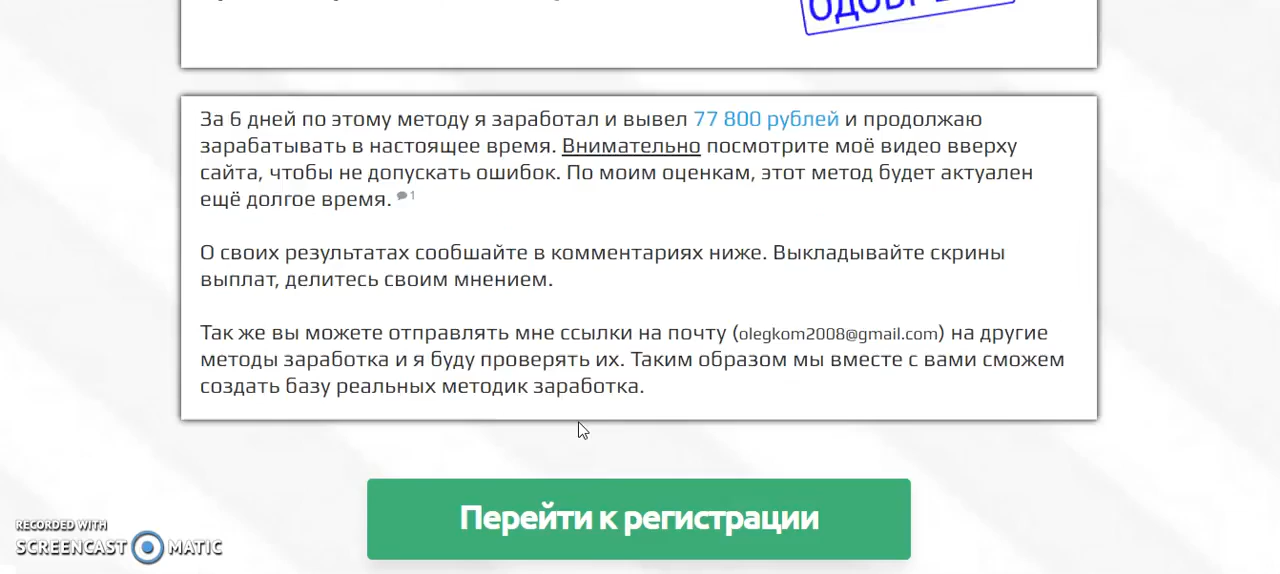 За 6 дней по этому методу я заработал и вывел 77 800 рублей и продолжаю
зарабатывать в настоящее время. Внимательно посмотрите моё видео вверху
сайта, чтобы не допускать ошибок. По моим оценкам, этот метод будет актуален
ещё долгое время. 1
О своих результатах сообшайте в комментариях ниже. Выкладывайте скрины
выплат, делитесь своим мнением.
Так же вы можете отправлять мне ссылки на почту (olegkom2008@gmail.com) на другие
методы заработка и я буду проверять их. Таким образом мы вместе с вами сможем
создать базу реальных методик заработка.
Перейти к регистрации
RECORDED WITH
SCREENCAST MATIC